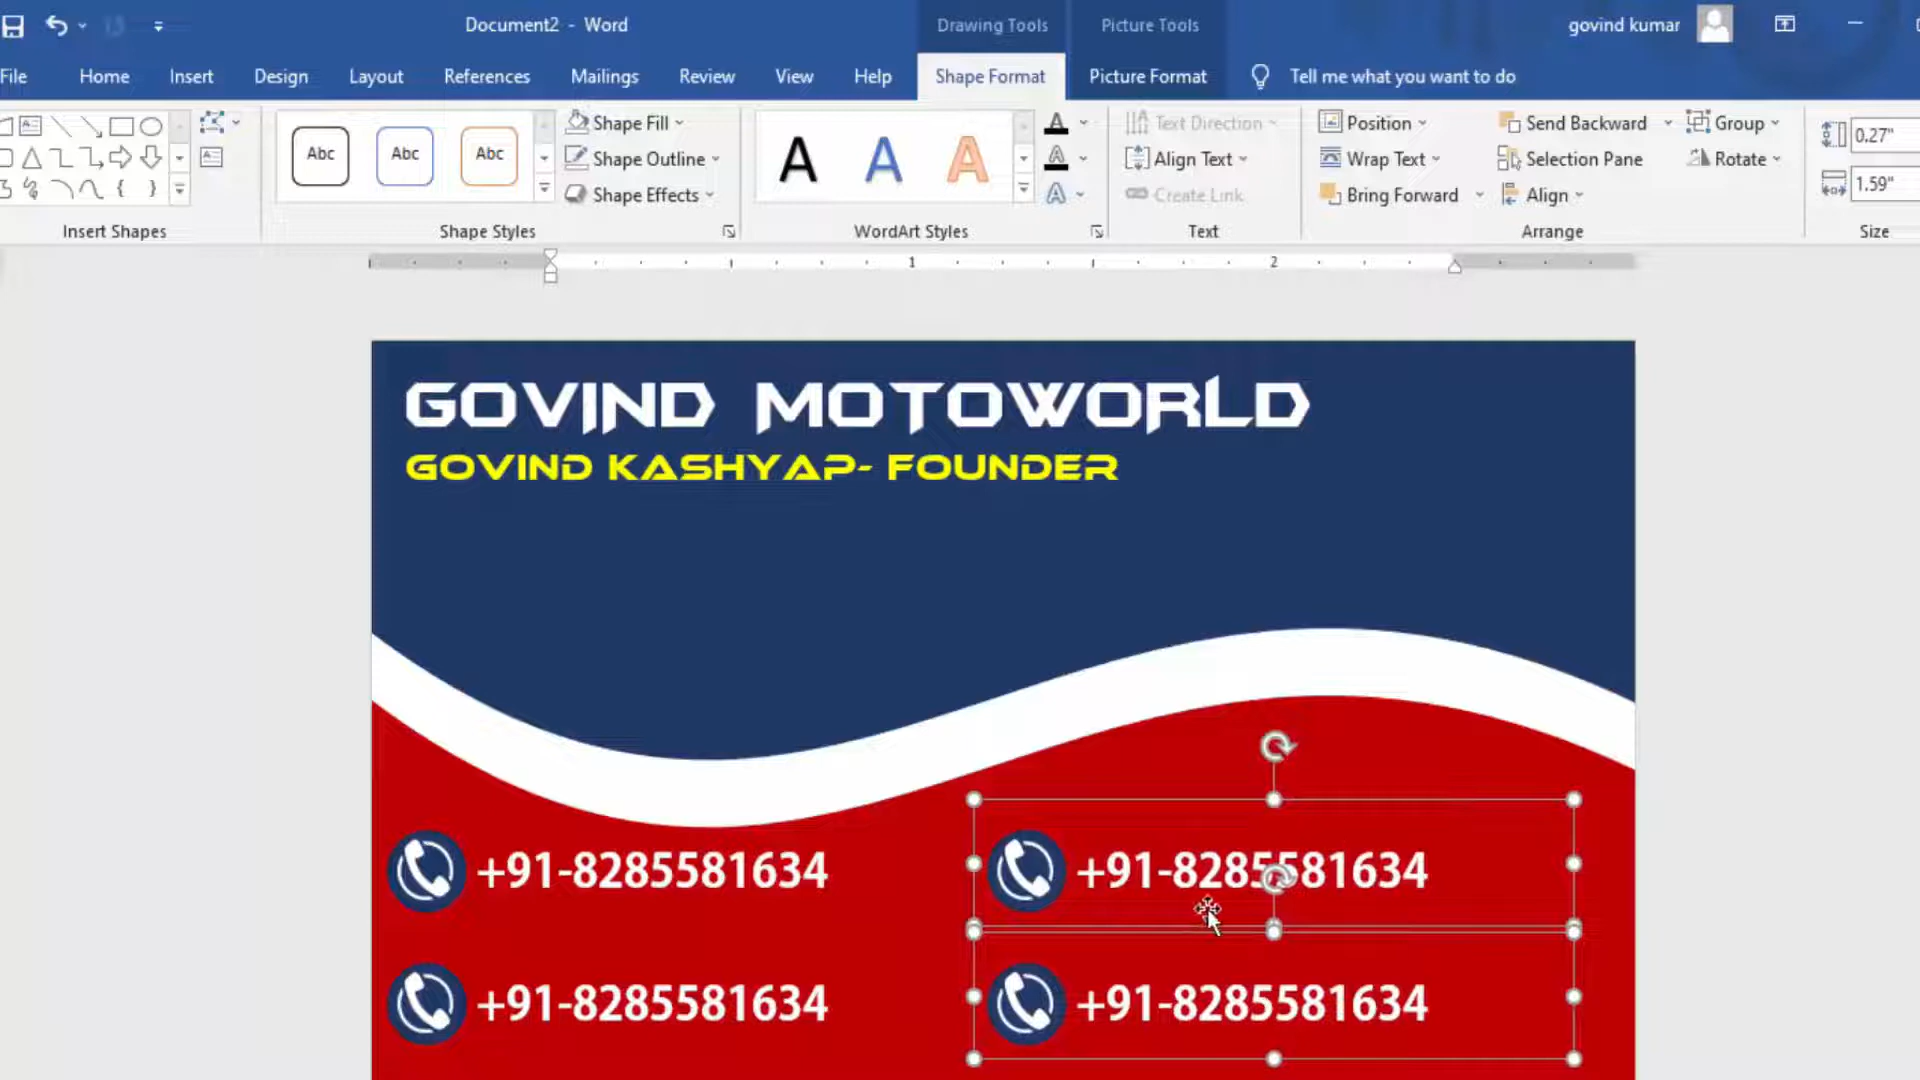 Document2 - Word
Drawing Tools
Picture Tools
govind kumar
File
Home
Insert
Design
Layout
References
Mailings
Review
View
Help
Shape Format
Picture Format
Tell me what you want to do
Abc
Abc
Abc
Shape Fill
Shape Outline
Shape Effects
A
A
A
A
A
A
Text Direction
Align Text
Create Link
Position
Wrap Text
Bring Forward
Send Backward
Selection Pane
Align
Group
Rotate
0.27"
1.59"
Insert Shapes
Shape Styles
WordArt Styles
Text
Arrange
Size
1
2
GOVIND MOTOWORLD
GOVIND KASHYAP- FOUNDER
+91-8285581634
+91-8285581634
+91-8285581634
+91-8285581634